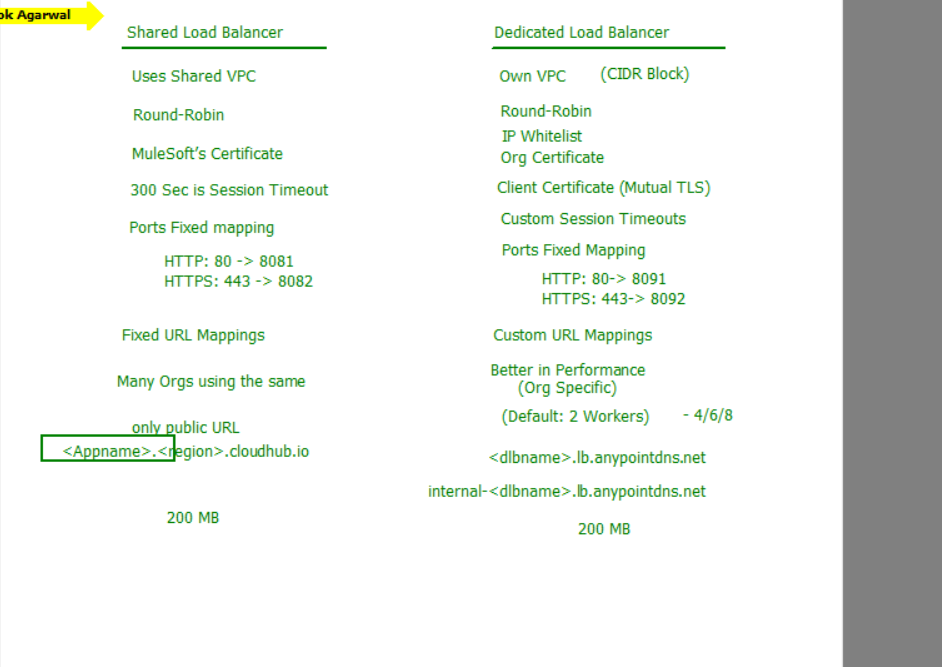 ok Agarwal
Shared Load Balancer
Uses Shared VPC
Round-Robin
MuleSoft's Certificate
300 Sec is Session Timeout
Ports Fixed mapping
HTTP: 80 -> 8081
HTTPS: 443 -> 8082
Fixed URL Mappings
Many Orgs using the same
only public URL
<Appname>.<region>.cloudhub.io
200 MB
Dedicated Load Balancer
Own VPC (CIDR Block)
Round-Robin
IP Whitelist
Org Certificate
Client Certificate (Mutual TLS)
Custom Session Timeouts
Ports Fixed Mapping
HTTP: 80-> 8091
HTTPS: 443-> 8092
Custom URL Mappings
Better in Performance
(Org Specific)
(Default: 2 Workers) - 4/6/8
<dlbname>.lb.anypointdns.net
internal-<dlbname>.lb.anypointdns.net
200 MB